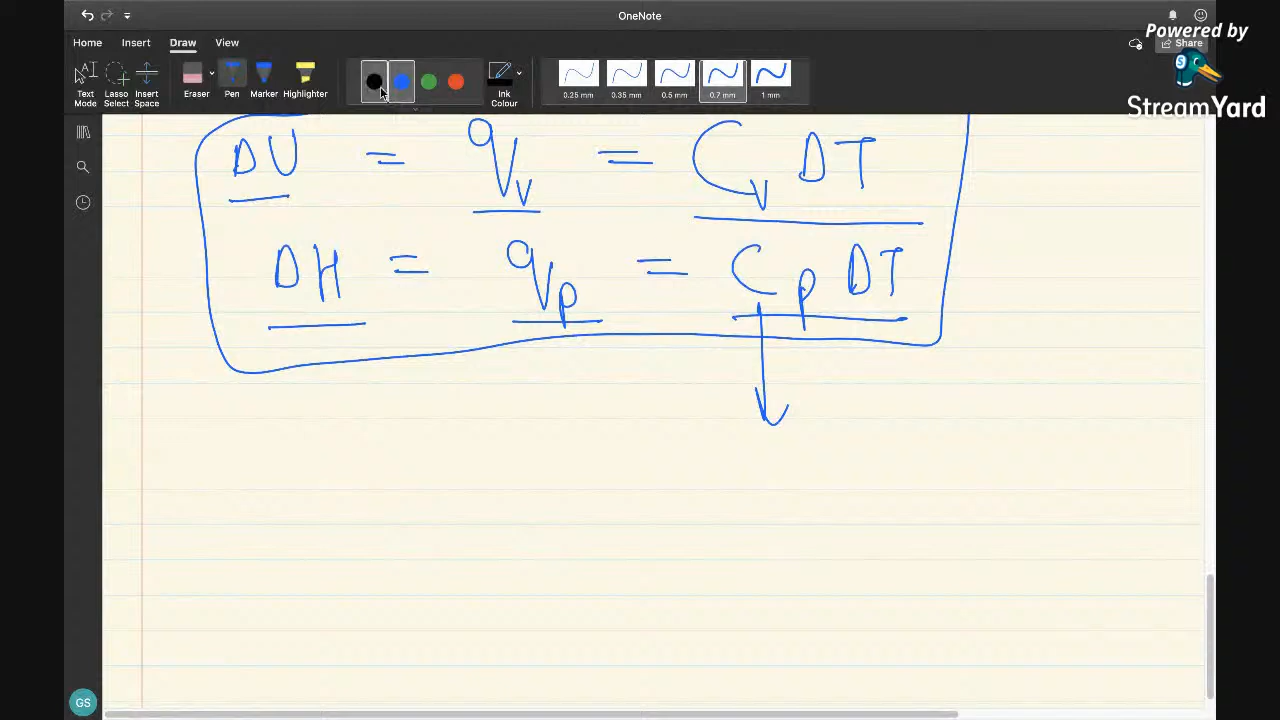 OneNote
Powered by
Home Insert Draw View
Share
StreamYard
Text Mode
Lasso Select
Insert Space
Eraser
Pen
Marker
Highlighter
Ink Colour
0.25 mm
0.35 mm
0.5 mm
0.7 mm
1 mm
ΔU = qᵥ = Cᵥ ΔT
ΔH = qₚ = Cₚ ΔT
GS